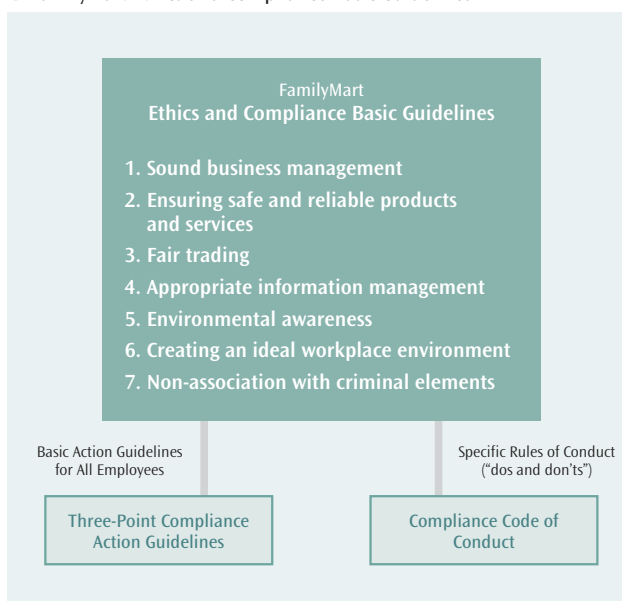 FamilyMart
Ethics and Compliance Basic Guidelines
1. Sound business management
2. Ensuring safe and reliable products
and services
3. Fair trading
4. Appropriate information management
5. Environmental awareness
6. Creating an ideal workplace environment
7. Non-association with criminal elements
Basic Action Guidelines
for All Employees
Specific Rules of Conduct
(“dos and don’ts”)
Three-Point Compliance
Action Guidelines
Compliance Code of
Conduct